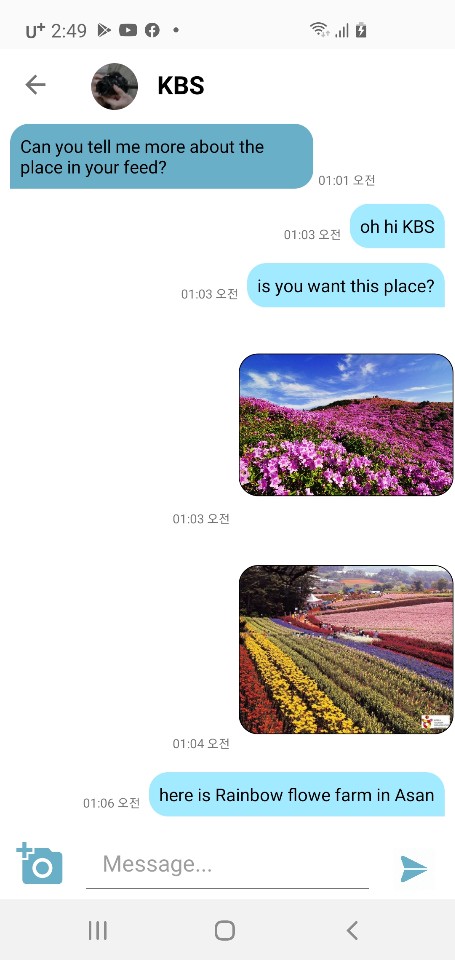 U+ 2:49
KBS
Can you tell me more about the
place in your feed?
01:01 오전
oh hi KBS
01:03 오전
is you want this place?
01:03 오전
01:03 오전
01:04 오전
here is Rainbow flowe farm in Asan
01:06 오전
Message...